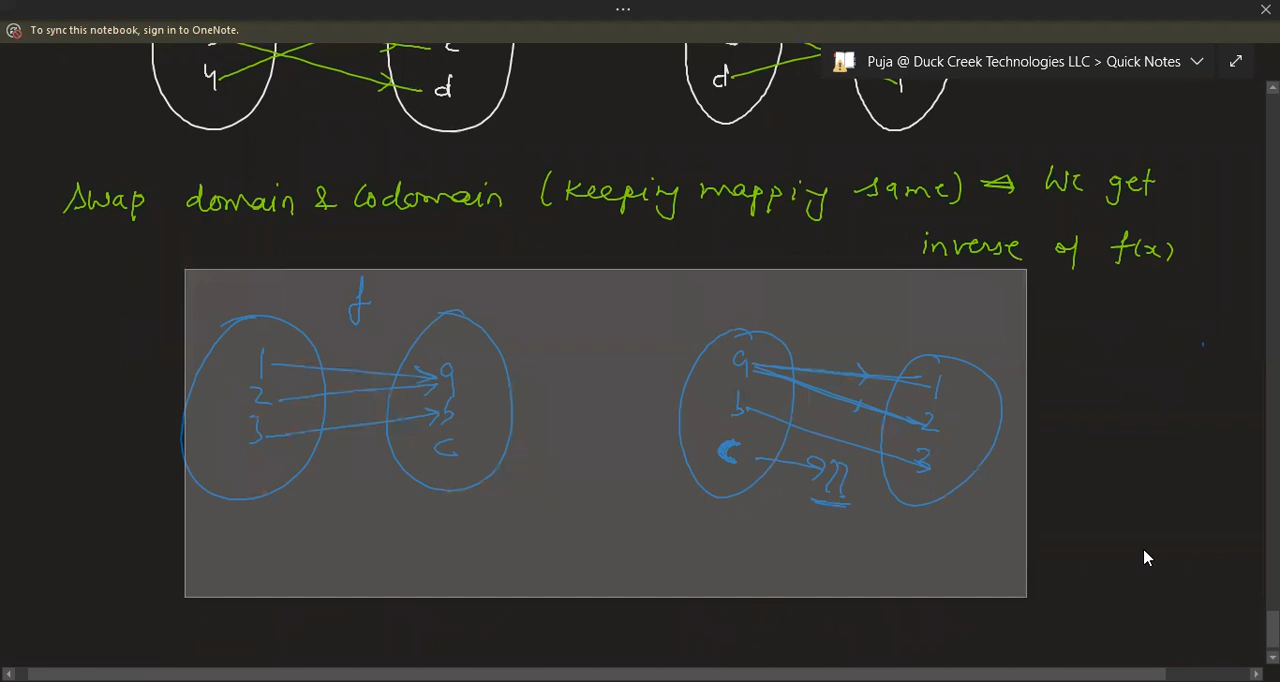 To sync this notebook, sign in to OneNote.
Puja @ Duck Creek Technologies LLC > Quick Notes
4 d d
Swap domain & Codomain (Keeping mapping same) ⇒ We get
inverse of f(x)
f
1 a
2 b
3 c
a 1
b 2
c ??? 3